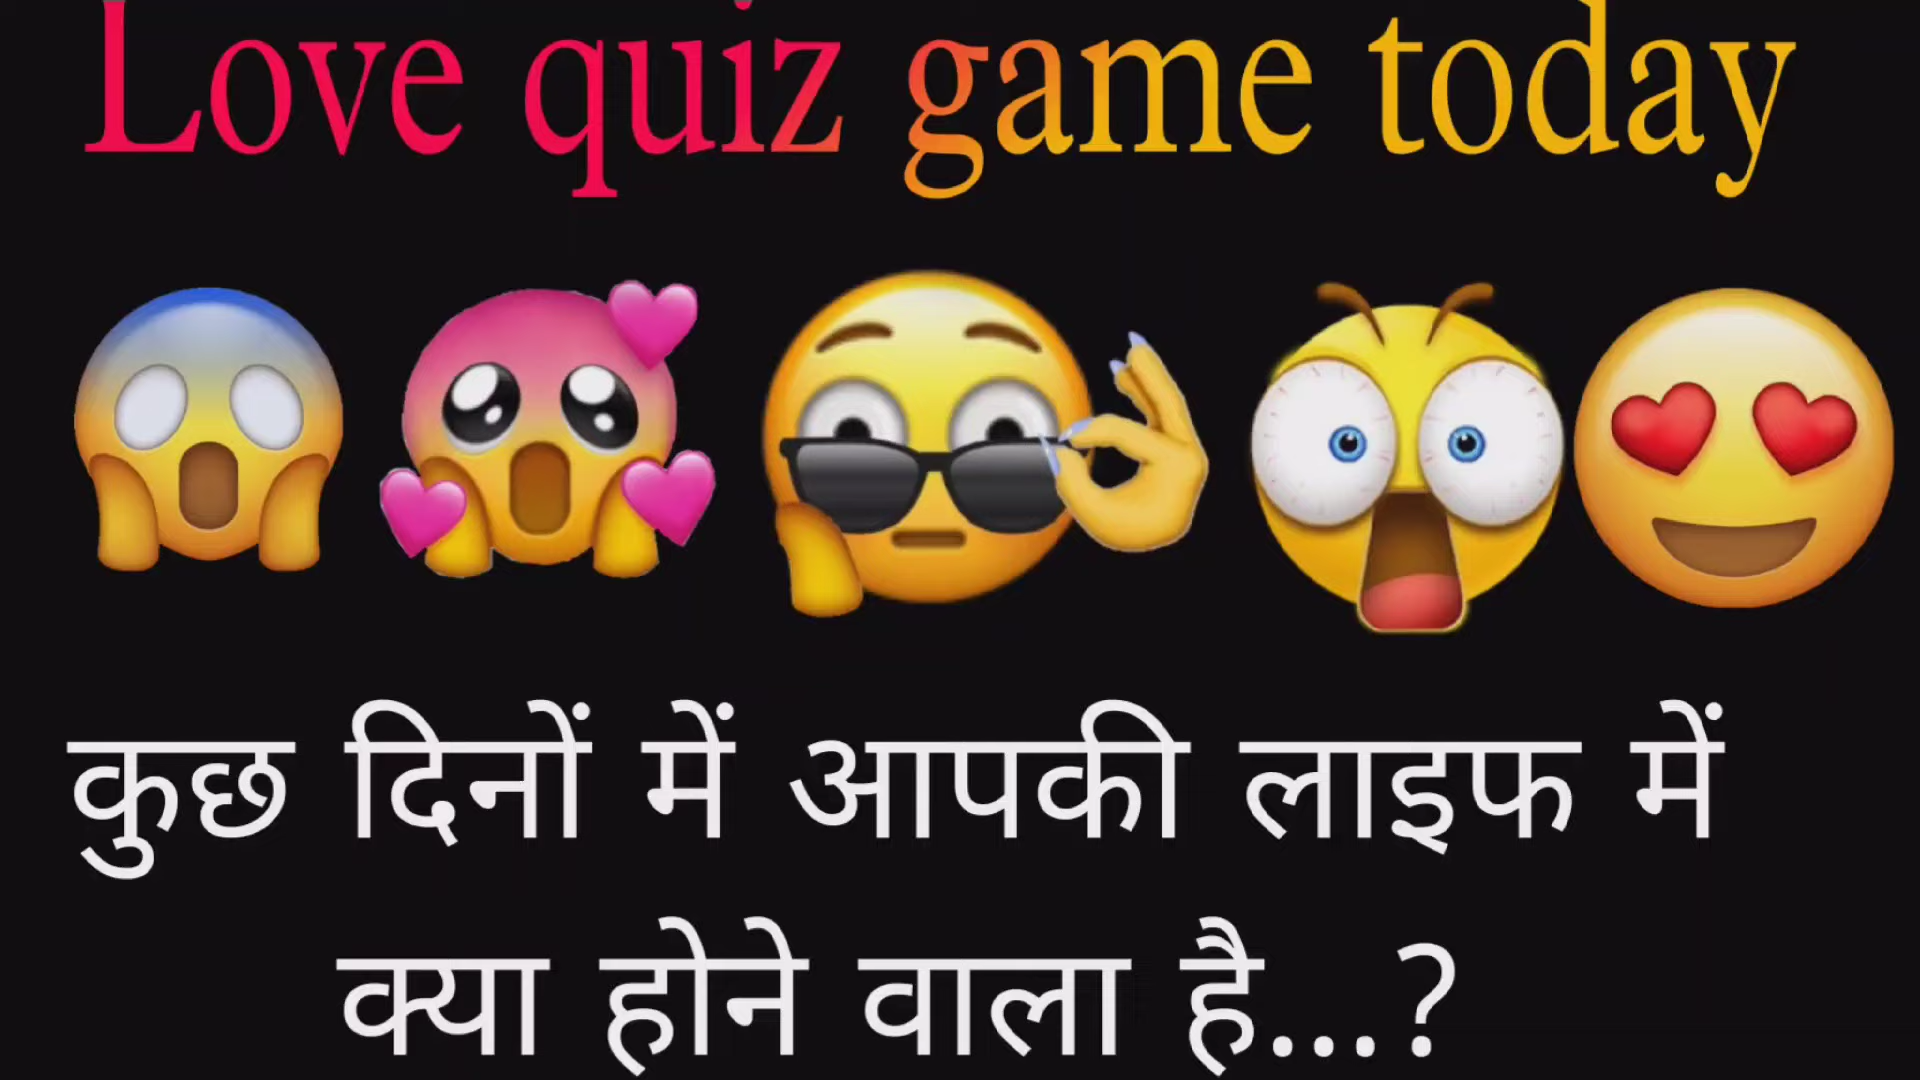 Love quiz game today
कुछ दिनों में आपकी लाइफ में
क्या होने वाला है...?